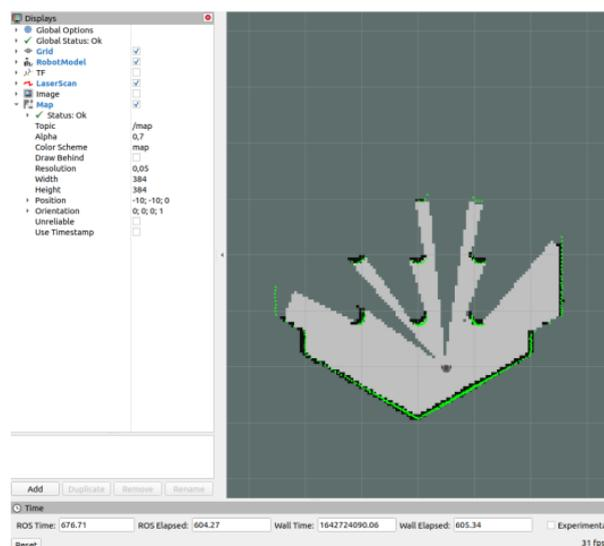 Displays
Global Options
Global Status: Ok
Grid
RobotModel
TF
LaserScan
Image
Map
Status: Ok
Topic /map
Alpha 0,7
Color Scheme map
Draw Behind
Resolution 0,05
Width 384
Height 384
Position -10; -10; 0
Orientation 0; 0; 0; 1
Unreliable
Use Timestamp
Add Duplicate Remove Rename
Time
ROS Time: 676.71 ROS Elapsed: 604.27 Wall Time: 1642724090.06 Wall Elapsed: 605.34 Experimenta
Reset 31 fps